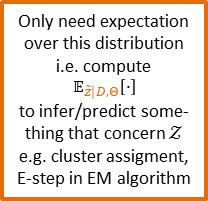 Only need expectation
over this distribution
i.e. compute
𝔼_{z̃|D,Θ}[·]
to infer/predict some-
thing that concern 𝒵
e.g. cluster assigment,
E-step in EM algorithm